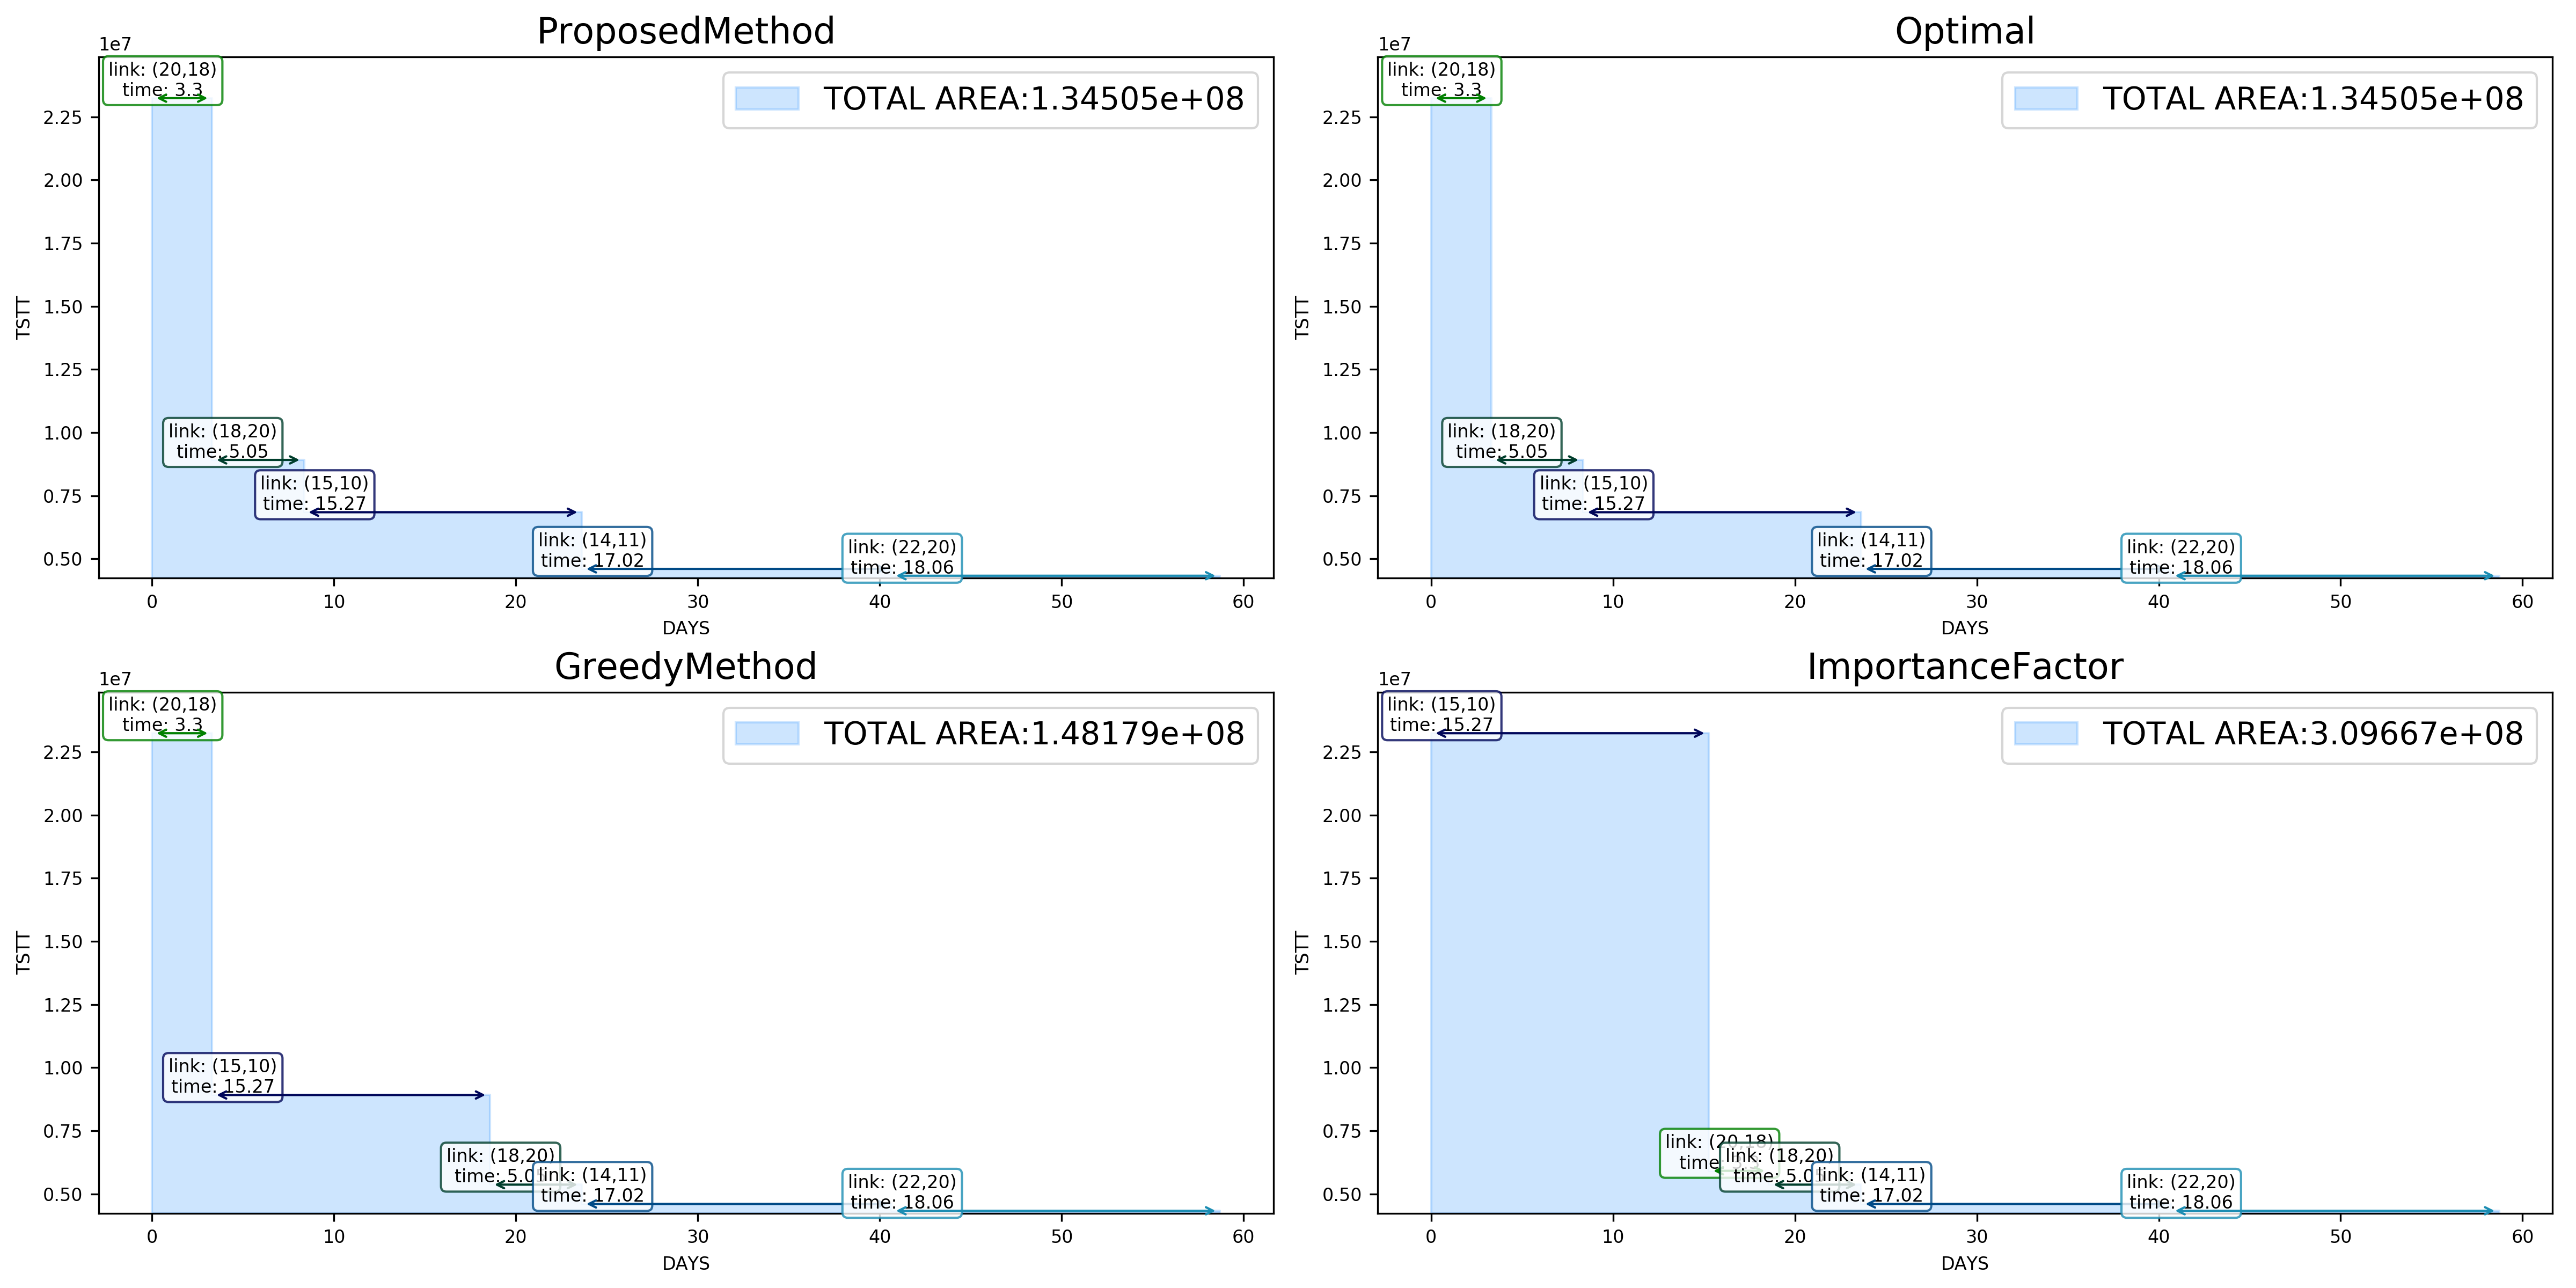 ProposedMethod
1e7
link: (20,18)
time: 3.3
TOTAL AREA:1.34505e+08
2.25
2.00
1.75
1.50
1.25
1.00
0.75
0.50
TSTT
link: (18,20)
time: 5.05
link: (15,10)
time: 15.27
link: (14,11)
time: 17.02
link: (22,20)
time: 18.06
0 10 20 30 40 50 60
DAYS
Optimal
1e7
link: (20,18)
time: 3.3
TOTAL AREA:1.34505e+08
2.25
2.00
1.75
1.50
1.25
1.00
0.75
0.50
TSTT
link: (18,20)
time: 5.05
link: (15,10)
time: 15.27
link: (14,11)
time: 17.02
link: (22,20)
time: 18.06
0 10 20 30 40 50 60
DAYS
GreedyMethod
1e7
link: (20,18)
time: 3.3
TOTAL AREA:1.48179e+08
2.25
2.00
1.75
1.50
1.25
1.00
0.75
0.50
TSTT
link: (15,10)
time: 15.27
link: (18,20)
time:
link: (14,11)
time: 17.02
link: (22,20)
time: 18.06
0 10 20 30 40 50 60
DAYS
ImportanceFactor
1e7
link: (15,10)
time: 15.27
TOTAL AREA:3.09667e+08
2.25
2.00
1.75
1.50
1.25
1.00
0.75
0.50
TSTT
link: (20,18)
link: (18,20)
time:
link: (14,11)
time: 17.02
link: (22,20)
time: 18.06
0 10 20 30 40 50 60
DAYS